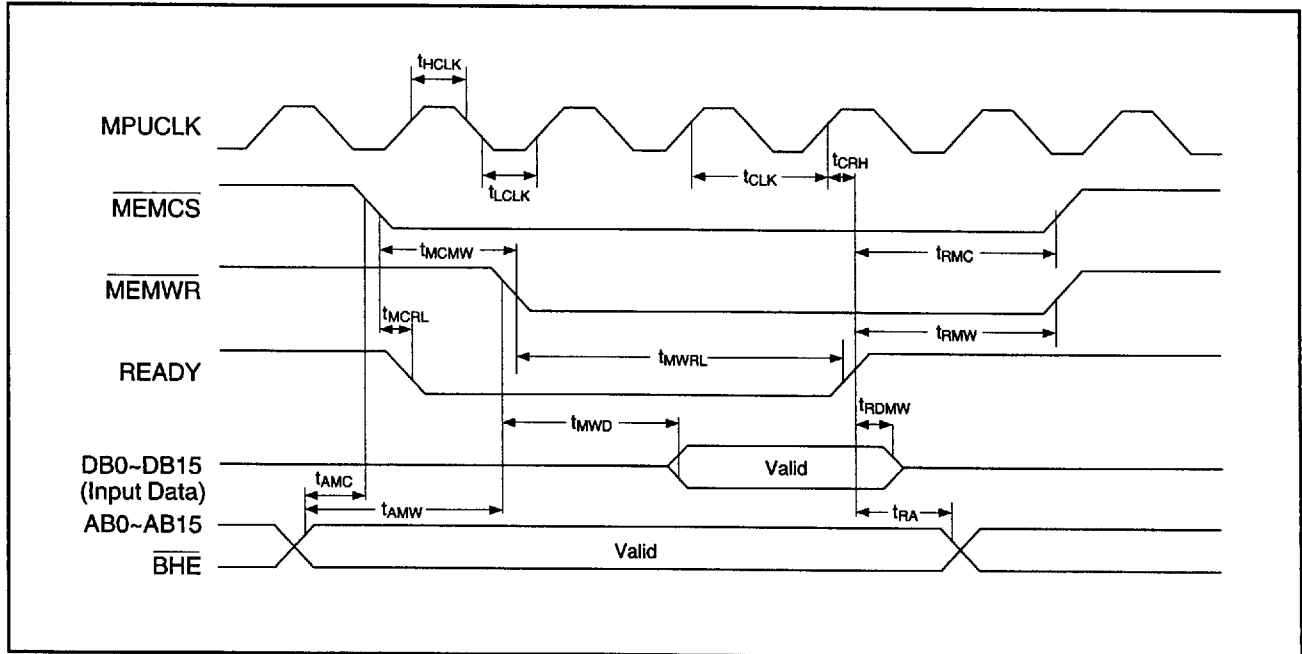 tHCLK
MPUCLK
tCRH
tCLK
tLCLK
MEMCS
tMCMW
tRMC
MEMWR
tMCRL
tRMW
tMWRL
READY
tRDMW
tMWD
DB0~DB15
(Input Data)
Valid
tAMC
tAMW
AB0~AB15
tRA
Valid
BHE